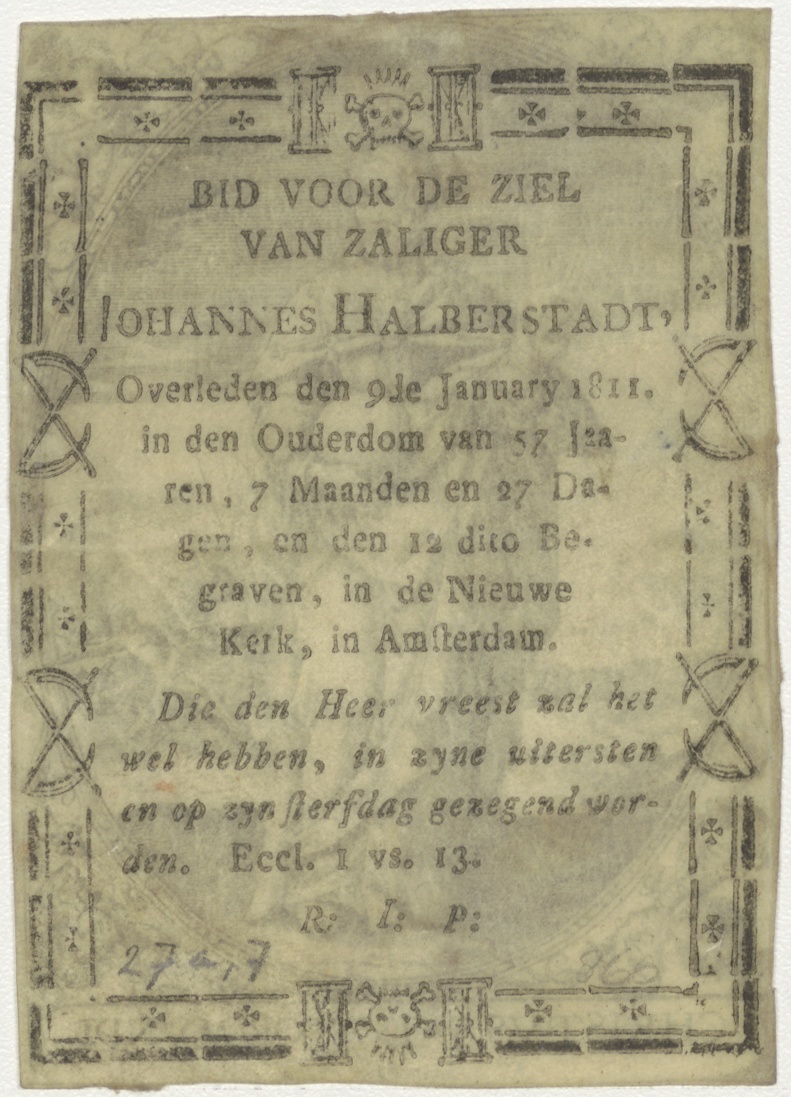 BID VOOR DE ZIEL
VAN ZALIGER
JOHANNES HALBERSTADT,
Overleden den 9de January 1811.
in den Ouderdom van 57 Jaa-
ren, 7 Maanden en 27 Da-
gen, en den 12 dito Be-
graven, in de Nieuwe
Kerk, in Amſterdam.
Die den Heer vreest zal het
wel hebben, in zyne uitersten
en op zyn ſterfdag gezegend wor-
den. Eccl. 1 vs. 13.
R: I: P:
27a,7
860